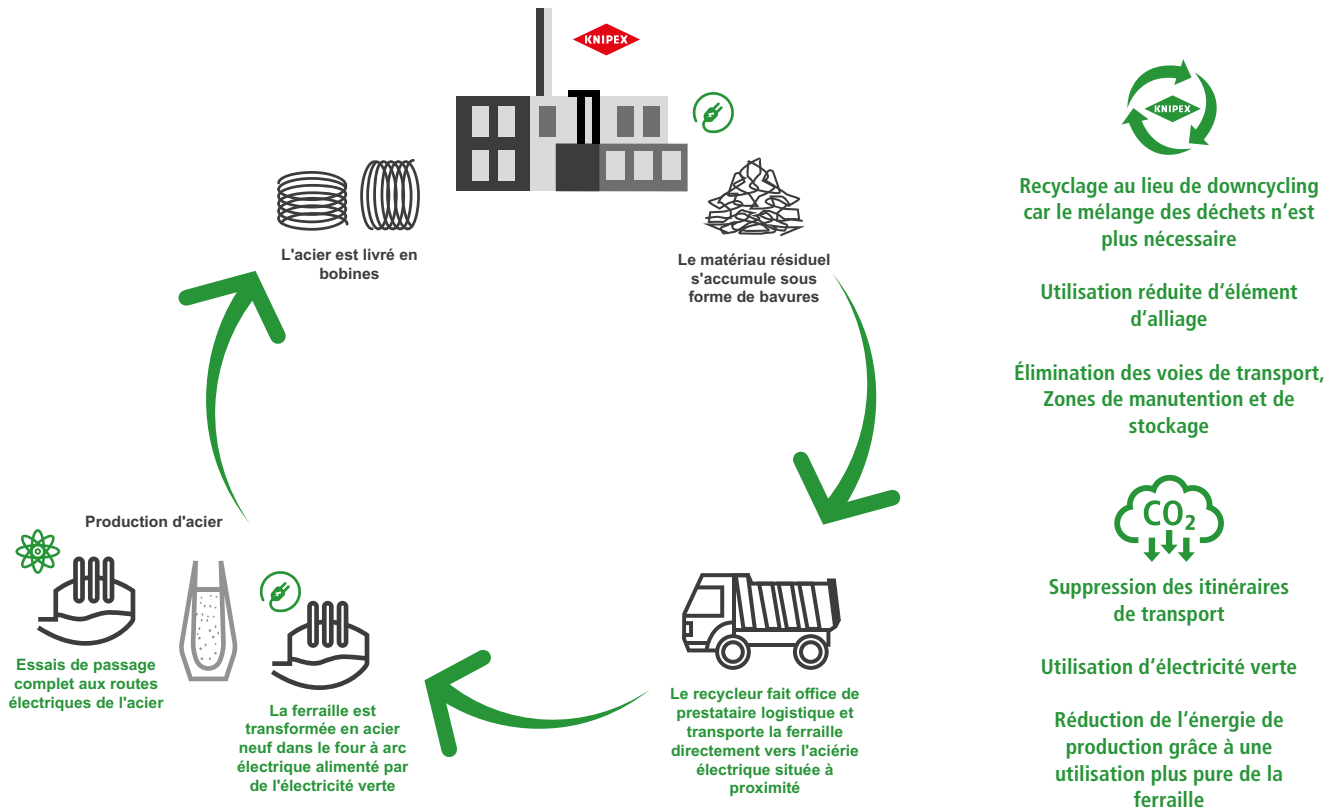 KNIPEX
L'acier est livré en
bobines
Le matériau résiduel
s'accumule sous
forme de bavures
Le recycleur fait office de
prestataire logistique et
transporte la ferraille
directement vers l'aciérie
électrique située à
proximité
La ferraille est
transformée en acier
neuf dans le four à arc
électrique alimenté par
de l'électricité verte
Production d'acier
Essais de passage
complet aux routes
électriques de l'acier
KNIPEX
Recyclage au lieu de downcycling
car le mélange des déchets n‘est
plus nécessaire
Utilisation réduite d‘élément
d‘alliage
Élimination des voies de transport,
Zones de manutention et de
stockage
CO₂
Suppression des itinéraires
de transport
Utilisation d‘électricité verte
Réduction de l‘énergie de
production grâce à une
utilisation plus pure de la
ferraille